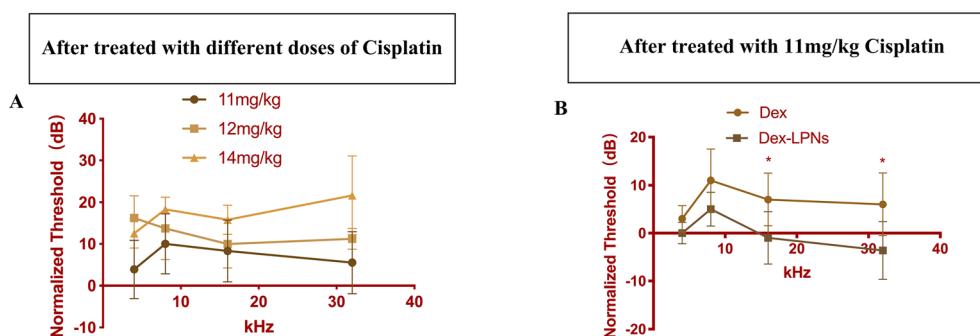 After treated with different doses of Cisplatin
After treated with 11mg/kg Cisplatin
A
11mg/kg
12mg/kg
14mg/kg
Normalized Threshold (dB)
40
30
20
10
0
-10
10
20
30
40
kHz
B
Dex
Dex-LPNs
Normalized Threshold (dB)
20
10
0
-10
-20
*
*
10
20
30
40
kHz